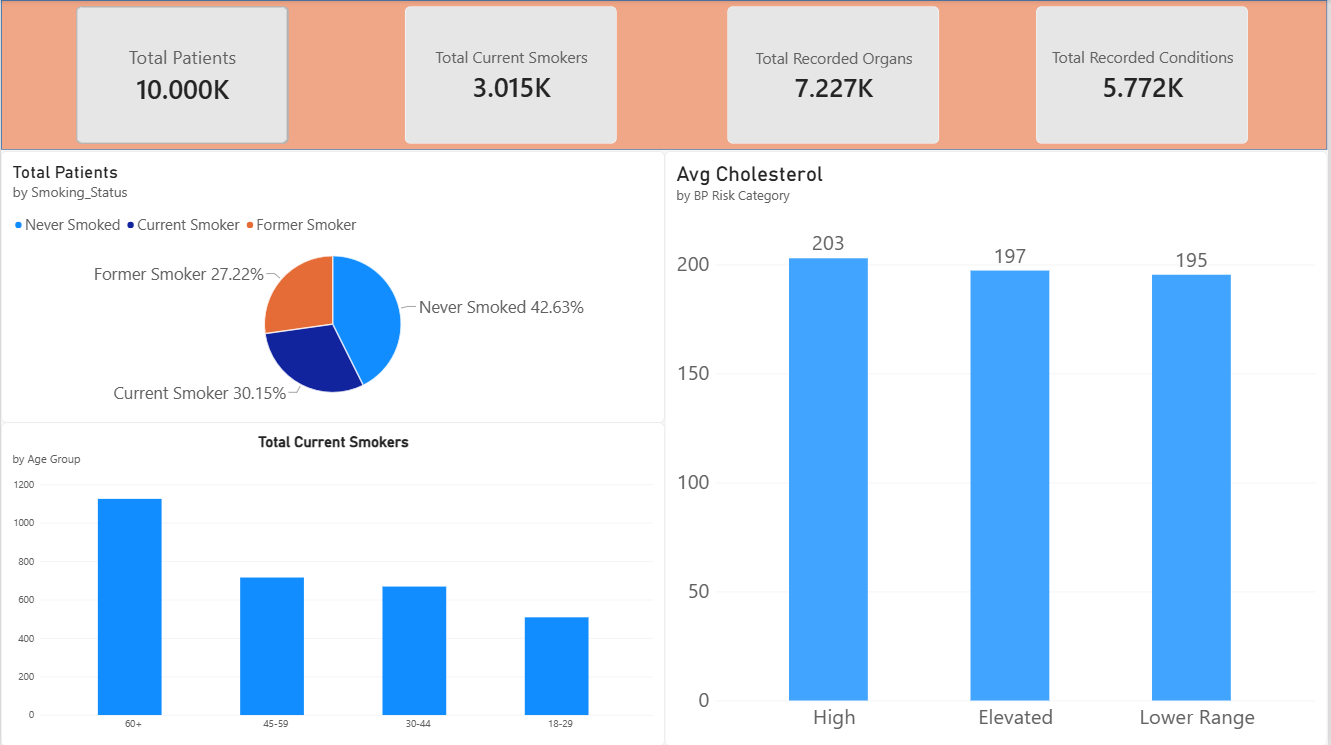 Total Patients
10.000K
Total Current Smokers
3.015K
Total Recorded Organs
7.227K
Total Recorded Conditions
5.772K
Total Patients
by Smoking_Status
Never Smoked Current Smoker Former Smoker
Former Smoker 27.22%
Never Smoked 42.63%
Current Smoker 30.15%
Total Current Smokers
by Age Group
1200
1000
800
600
400
200
0
60+ 45-59 30-44 18-29
Avg Cholesterol
by BP Risk Category
203 197 195
200
150
100
50
0
High Elevated Lower Range